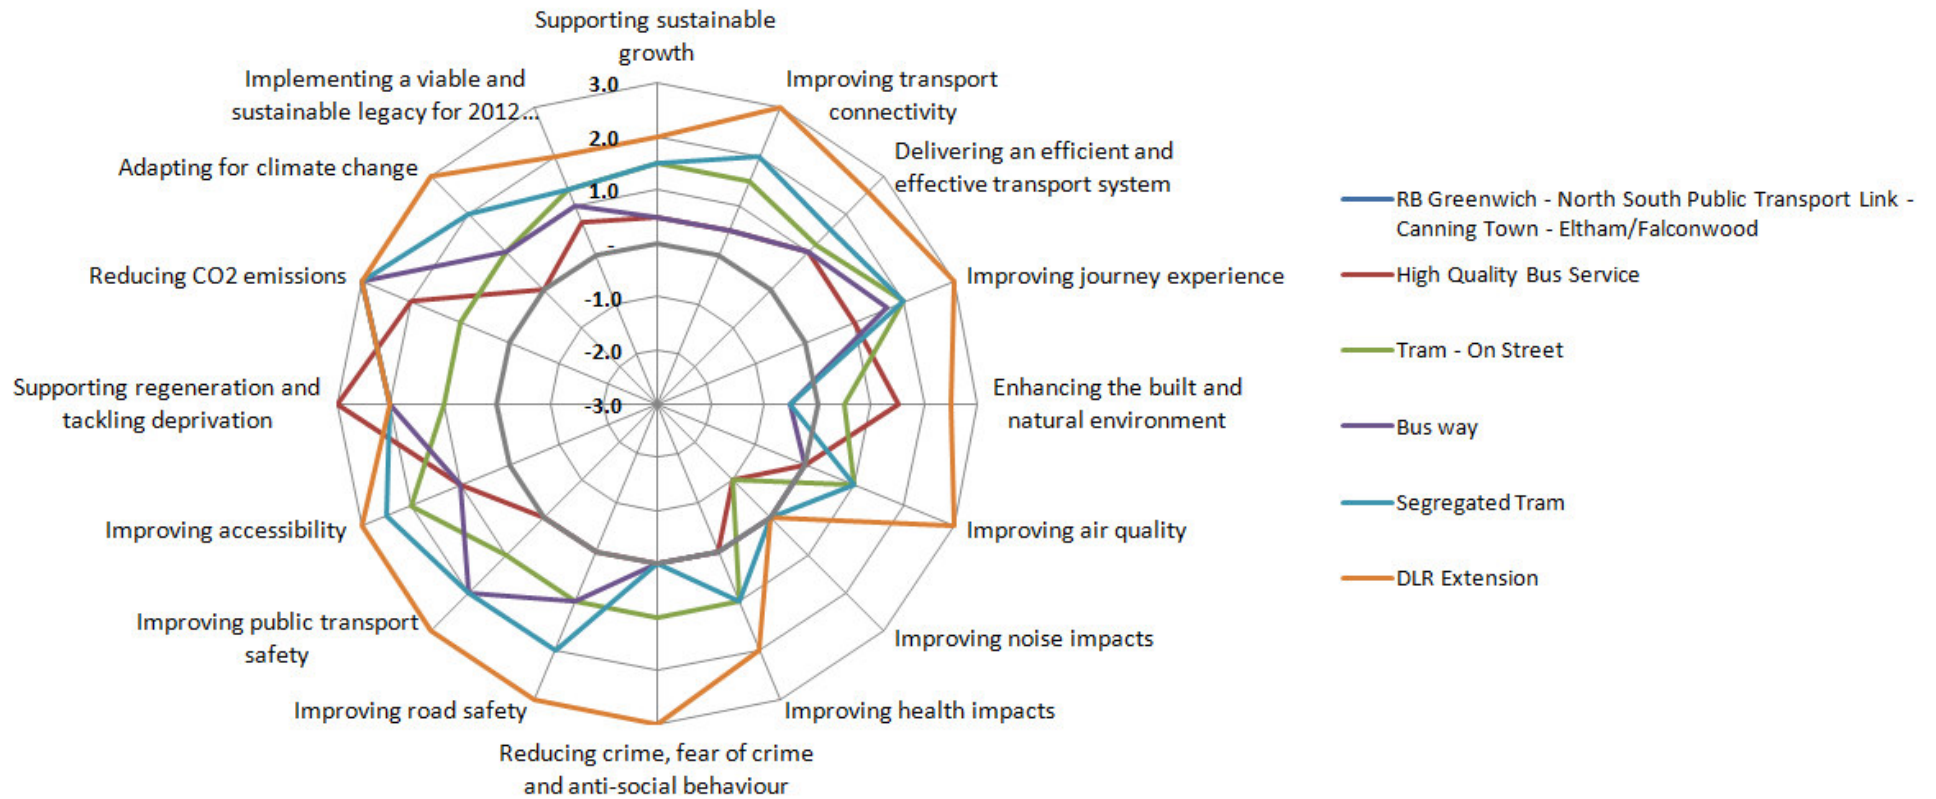 Supporting sustainable
growth
Improving transport
connectivity
Delivering an efficient and
effective transport system
Improving journey experience
Enhancing the built and
natural environment
Improving air quality
Improving noise impacts
Improving health impacts
Reducing crime, fear of crime
and anti-social behaviour
Improving road safety
Improving public transport
safety
Improving accessibility
Supporting regeneration and
tackling deprivation
Reducing CO2 emissions
Adapting for climate change
Implementing a viable and
sustainable legacy for 2012...
3.0
2.0
1.0
-
-1.0
-2.0
-3.0
RB Greenwich - North South Public Transport Link -
Canning Town - Eltham/Falconwood
High Quality Bus Service
Tram - On Street
Bus way
Segregated Tram
DLR Extension